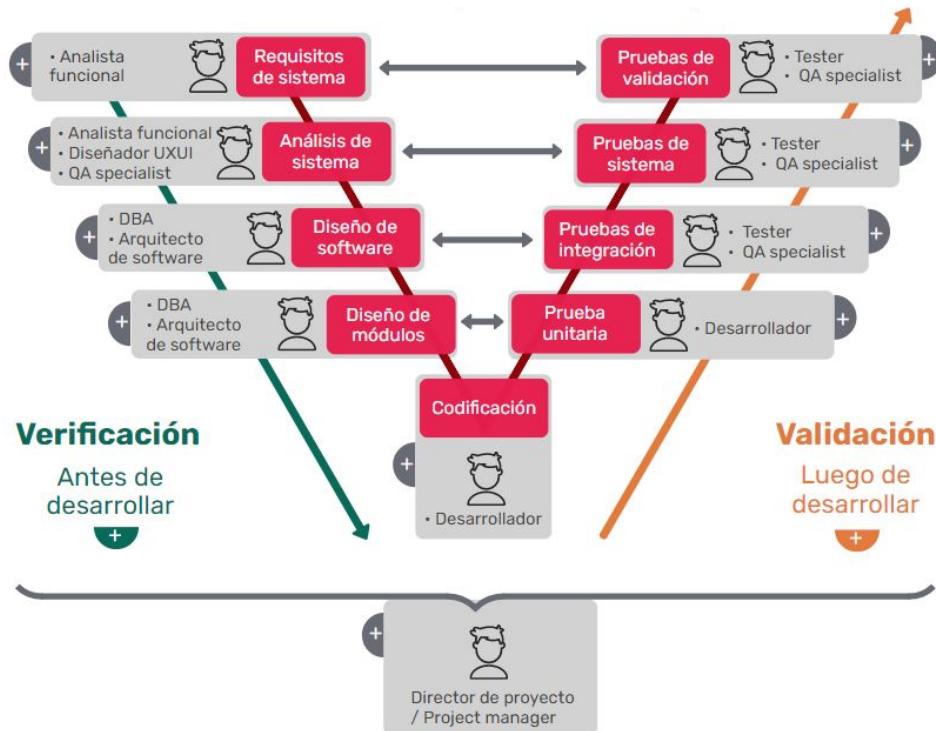 • Analista
funcional
Requisitos
de sistema
Pruebas de
validación
• Tester
• QA specialist
• Analista funcional
• Diseñador UXUI
• QA specialist
Análisis de
sistema
Pruebas de
sistema
• Tester
• QA specialist
• DBA
• Arquitecto
de software
Diseño de
software
Pruebas de
integración
• Tester
• QA specialist
• DBA
• Arquitecto
de software
Diseño de
módulos
Prueba
unitaria
• Desarrollador
Codificación
• Desarrollador
Verificación
Antes de
desarrollar
Validación
Luego de
desarrollar
Director de proyecto
/ Project manager